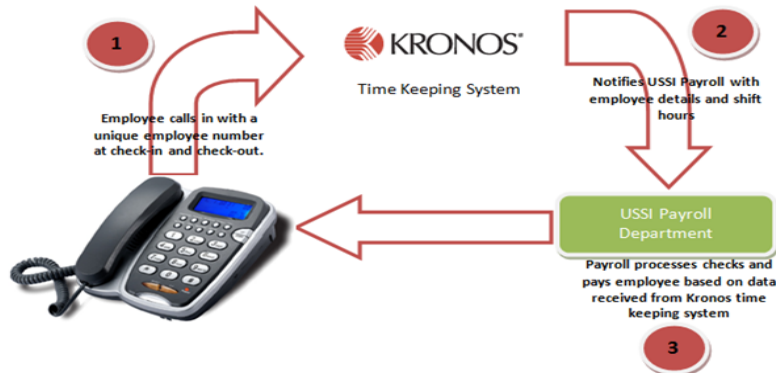 1
Employee calls in with a
unique employee number
at check-in and check-out.
KRONOS®
Time Keeping System
2
Notifies USSI Payroll with
employee details and shift
hours
USSI Payroll
Department
Payroll processes checks and
pays employee based on data
received from Kronos time
keeping system
3